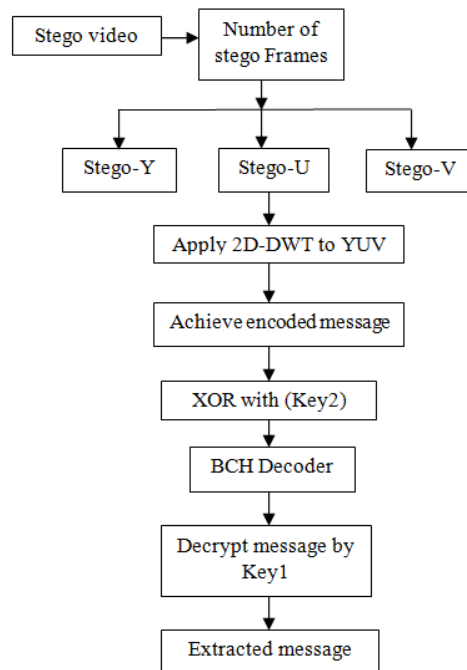 Stego video
Number of
stego Frames
Stego-Y
Stego-U
Stego-V
Apply 2D-DWT to YUV
Achieve encoded message
XOR with (Key2)
BCH Decoder
Decrypt message by
Key1
Extracted message